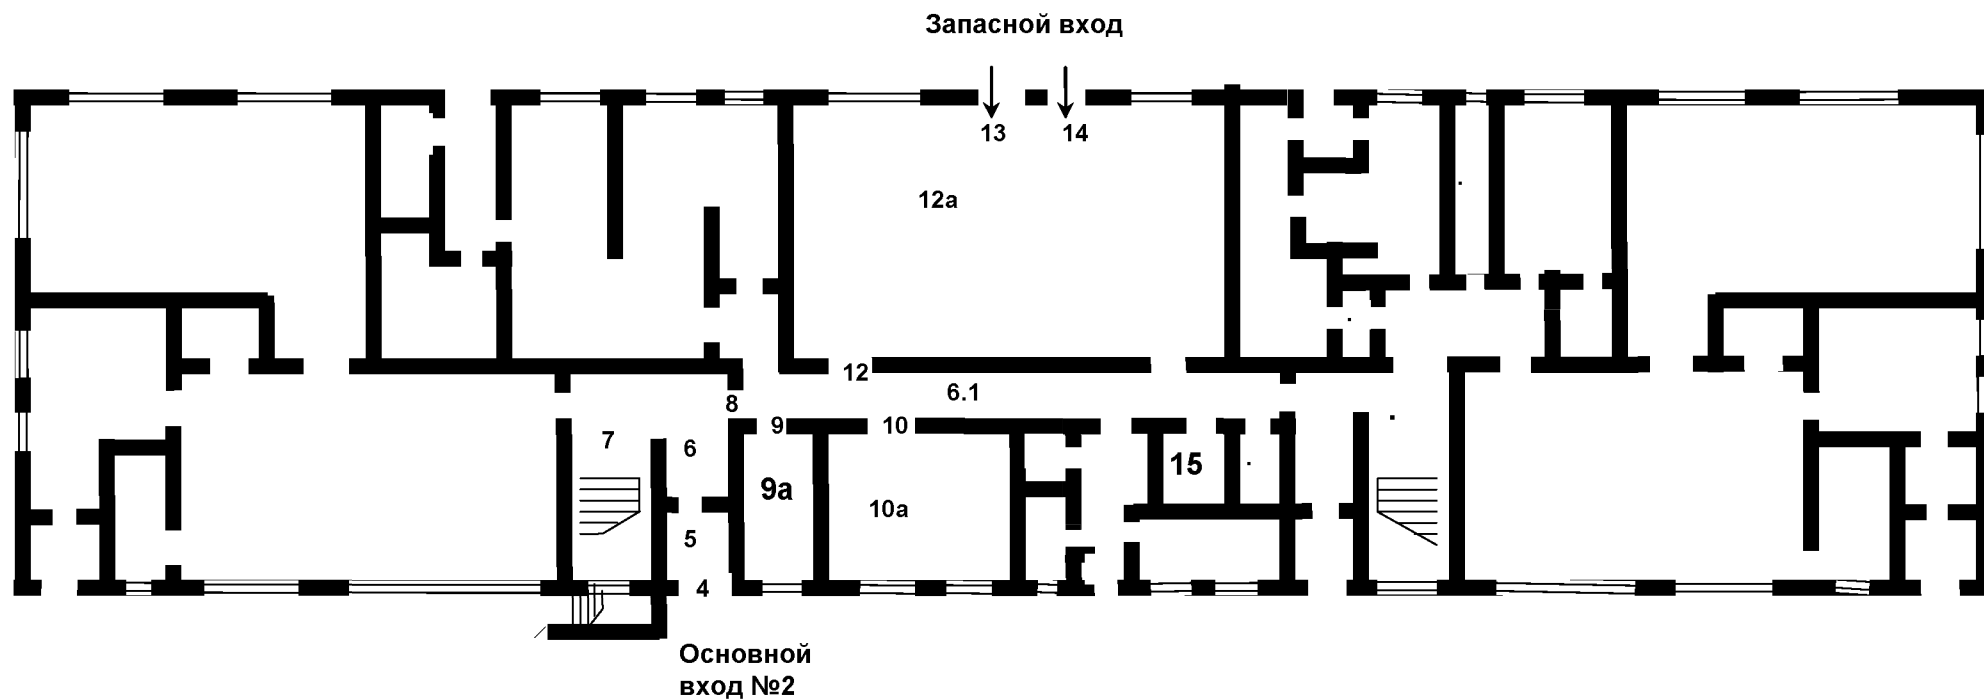 Запасной вход
13
14
12а
12
6.1
8
9
10
7
6
15
9а
10а
5
4
Основной
вход №2